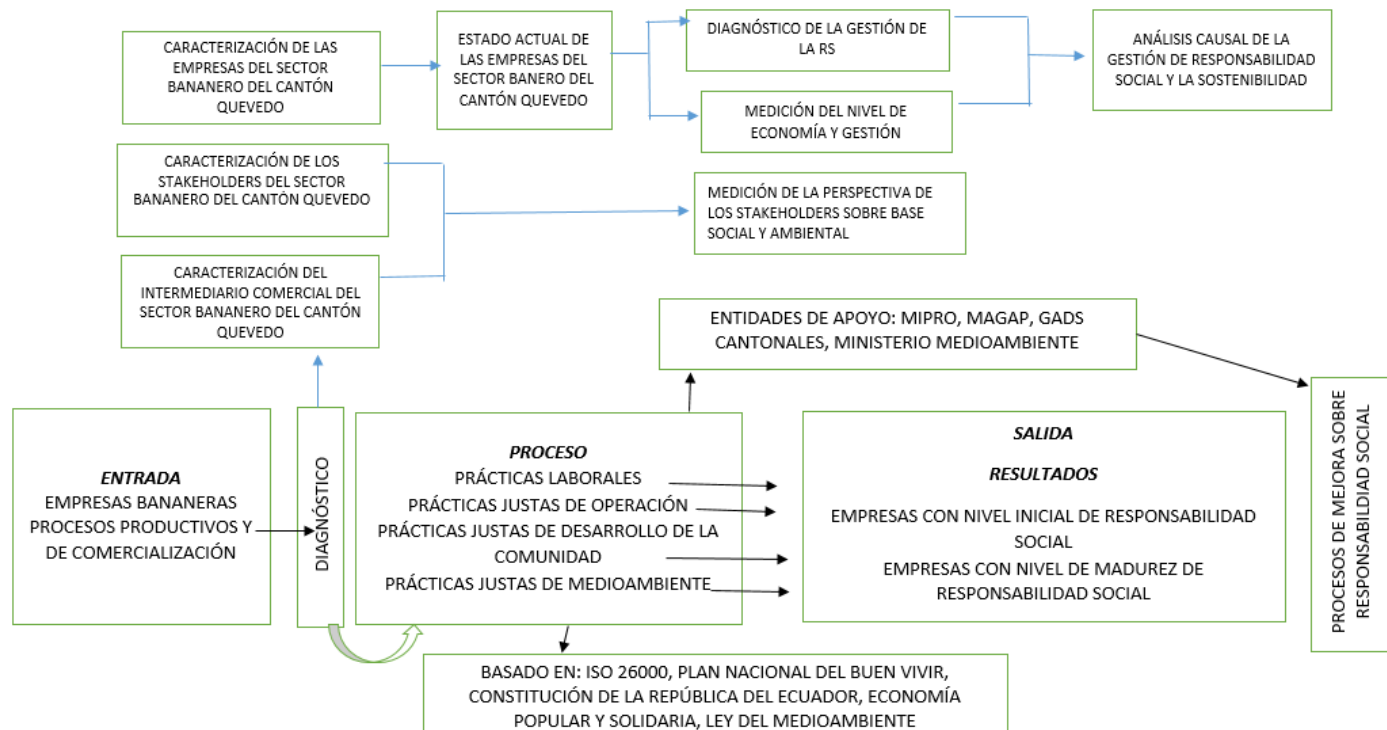 CARACTERIZACIÓN DE LAS
EMPRESAS DEL SECTOR
BANANERO DEL CANTÓN
QUEVEDO
ESTADO ACTUAL DE
LAS EMPRESAS DEL
SECTOR BANERO DEL
CANTÓN QUEVEDO
DIAGNÓSTICO DE LA GESTIÓN DE
LA RS
MEDICIÓN DEL NIVEL DE
ECONOMÍA Y GESTIÓN
ANÁLISIS CAUSAL DE LA
GESTIÓN DE RESPONSABILIDAD
SOCIAL Y LA SOSTENIBILIDAD
CARACTERIZACIÓN DE LOS
STAKEHOLDERS DEL SECTOR
BANANERO DEL CANTÓN QUEVEDO
MEDICIÓN DE LA PERSPECTIVA DE
LOS STAKEHOLDERS SOBRE BASE
SOCIAL Y AMBIENTAL
CARACTERIZACIÓN DEL
INTERMEDIARIO COMERCIAL DEL
SECTOR BANANERO DEL CANTÓN
QUEVEDO
ENTIDADES DE APOYO: MIPRO, MAGAP, GADS
CANTONALES, MINISTERIO MEDIOAMBIENTE
ENTRADA
EMPRESAS BANANERAS
PROCESOS PRODUCTIVOS Y
DE COMERCIALIZACIÓN
DIAGNÓSTICO
PROCESO
PRÁCTICAS LABORALES
PRÁCTICAS JUSTAS DE OPERACIÓN
PRÁCTICAS JUSTAS DE DESARROLLO DE LA
COMUNIDAD
PRÁCTICAS JUSTAS DE MEDIOAMBIENTE
SALIDA
RESULTADOS
EMPRESAS CON NIVEL INICIAL DE RESPONSABILIDAD
SOCIAL
EMPRESAS CON NIVEL DE MADUREZ DE
RESPONSABILIDAD SOCIAL
PROCESOS DE MEJORA SOBRE
RESPONSABILDIAD SOCIAL
BASADO EN: ISO 26000, PLAN NACIONAL DEL BUEN VIVIR,
CONSTITUCIÓN DE LA REPÚBLICA DEL ECUADOR, ECONOMÍA
POPULAR Y SOLIDARIA, LEY DEL MEDIOAMBIENTE